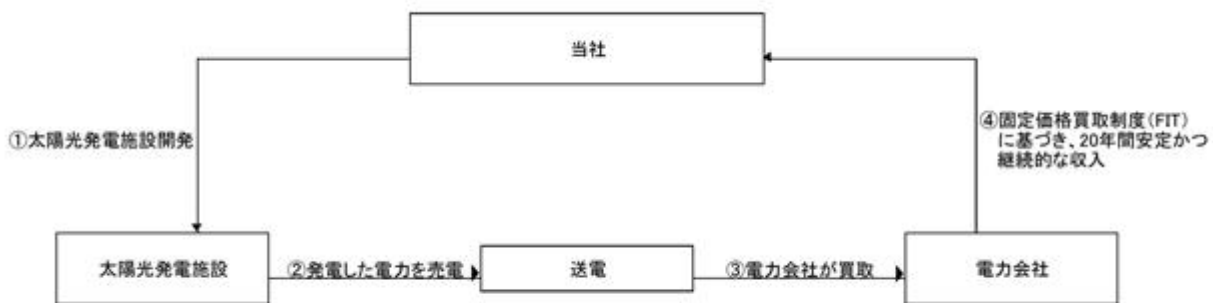 当社
①太陽光発電施設開発
④固定価格買取制度(FIT)
に基づき、20年間安定かつ
継続的な収入
太陽光発電施設
②発電した電力を売電
送電
③電力会社が買取
電力会社